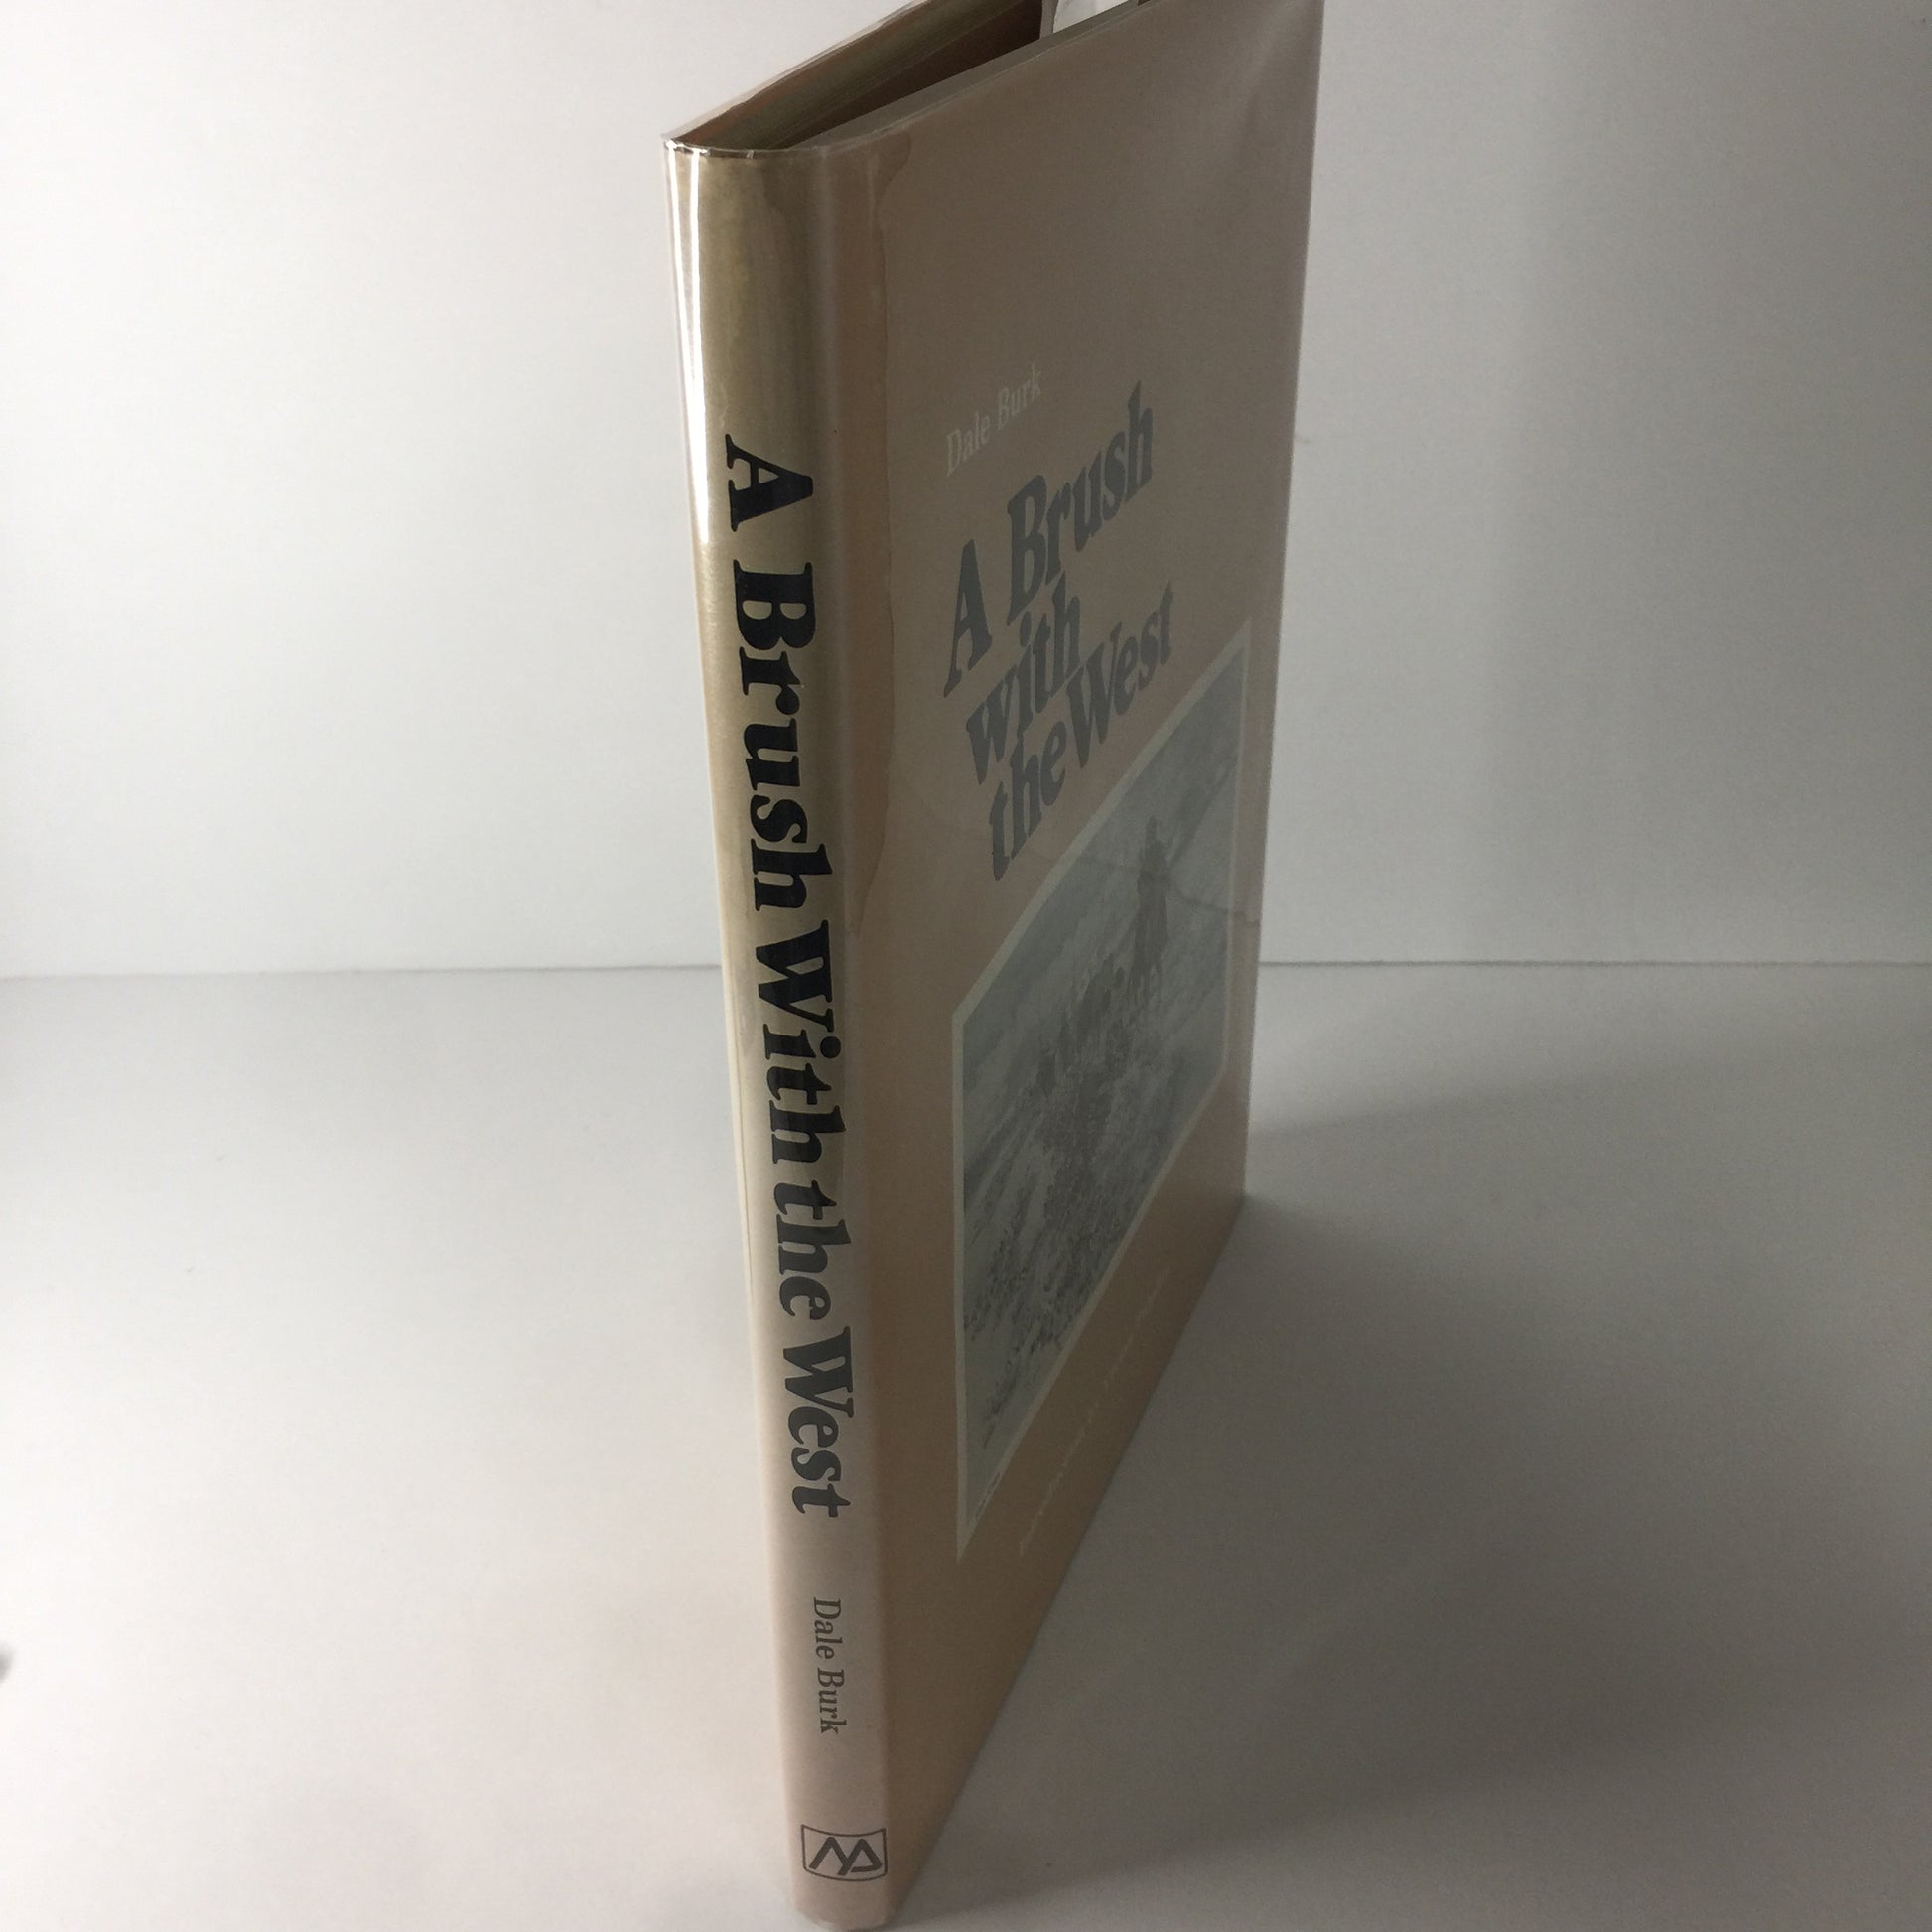 A Brush With the West
Dale Burk
Dale Burk
A Brush
with
the West